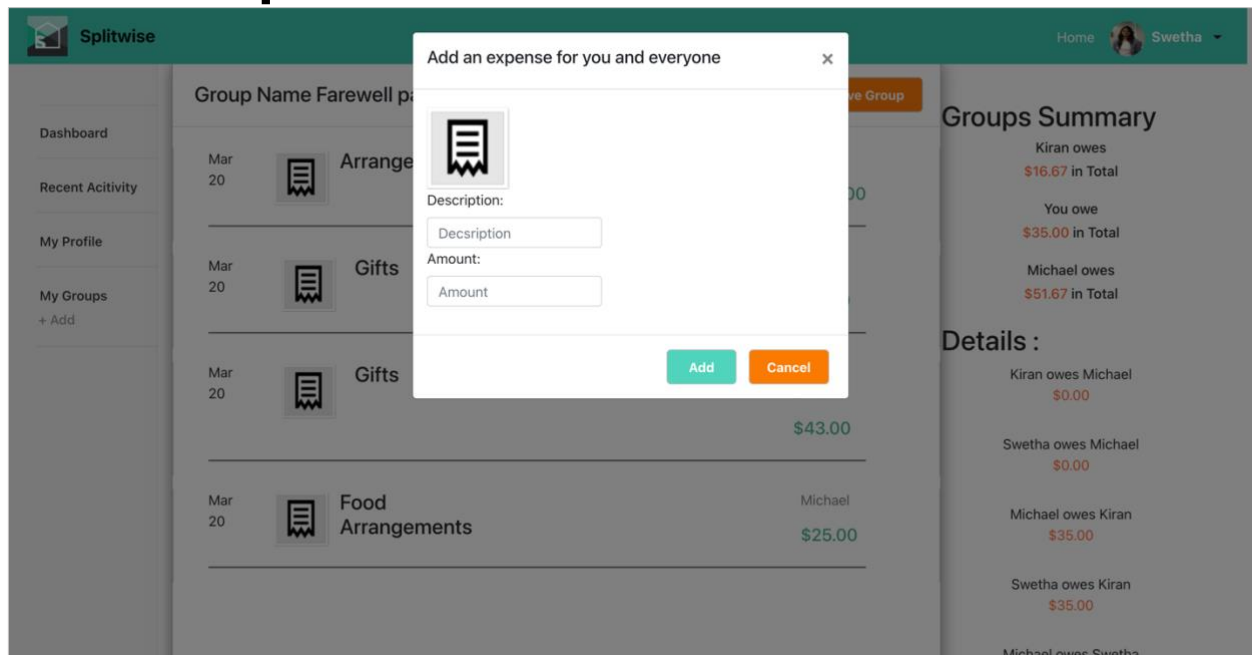 Splitwise
Home
Swetha
Add an expense for you and everyone
×
Description:
Decsription
Amount:
Amount
Add
Cancel
Dashboard
Recent Acitivity
My Profile
My Groups
+ Add
Group Name Farewell
Group
Mar
20
Mar
20
Gifts
Mar
20
Gifts
$43.00
Mar
20
Food
Arrangements
Michael
$25.00
Groups Summary
Kiran owes
$16.67 in Total
You owe
$35.00 in Total
Michael owes
$51.67 in Total
Details :
Kiran owes Michael
$0.00
Swetha owes Michael
$0.00
Michael owes Kiran
$35.00
Swetha owes Kiran
$35.00
Michael owes Swetha